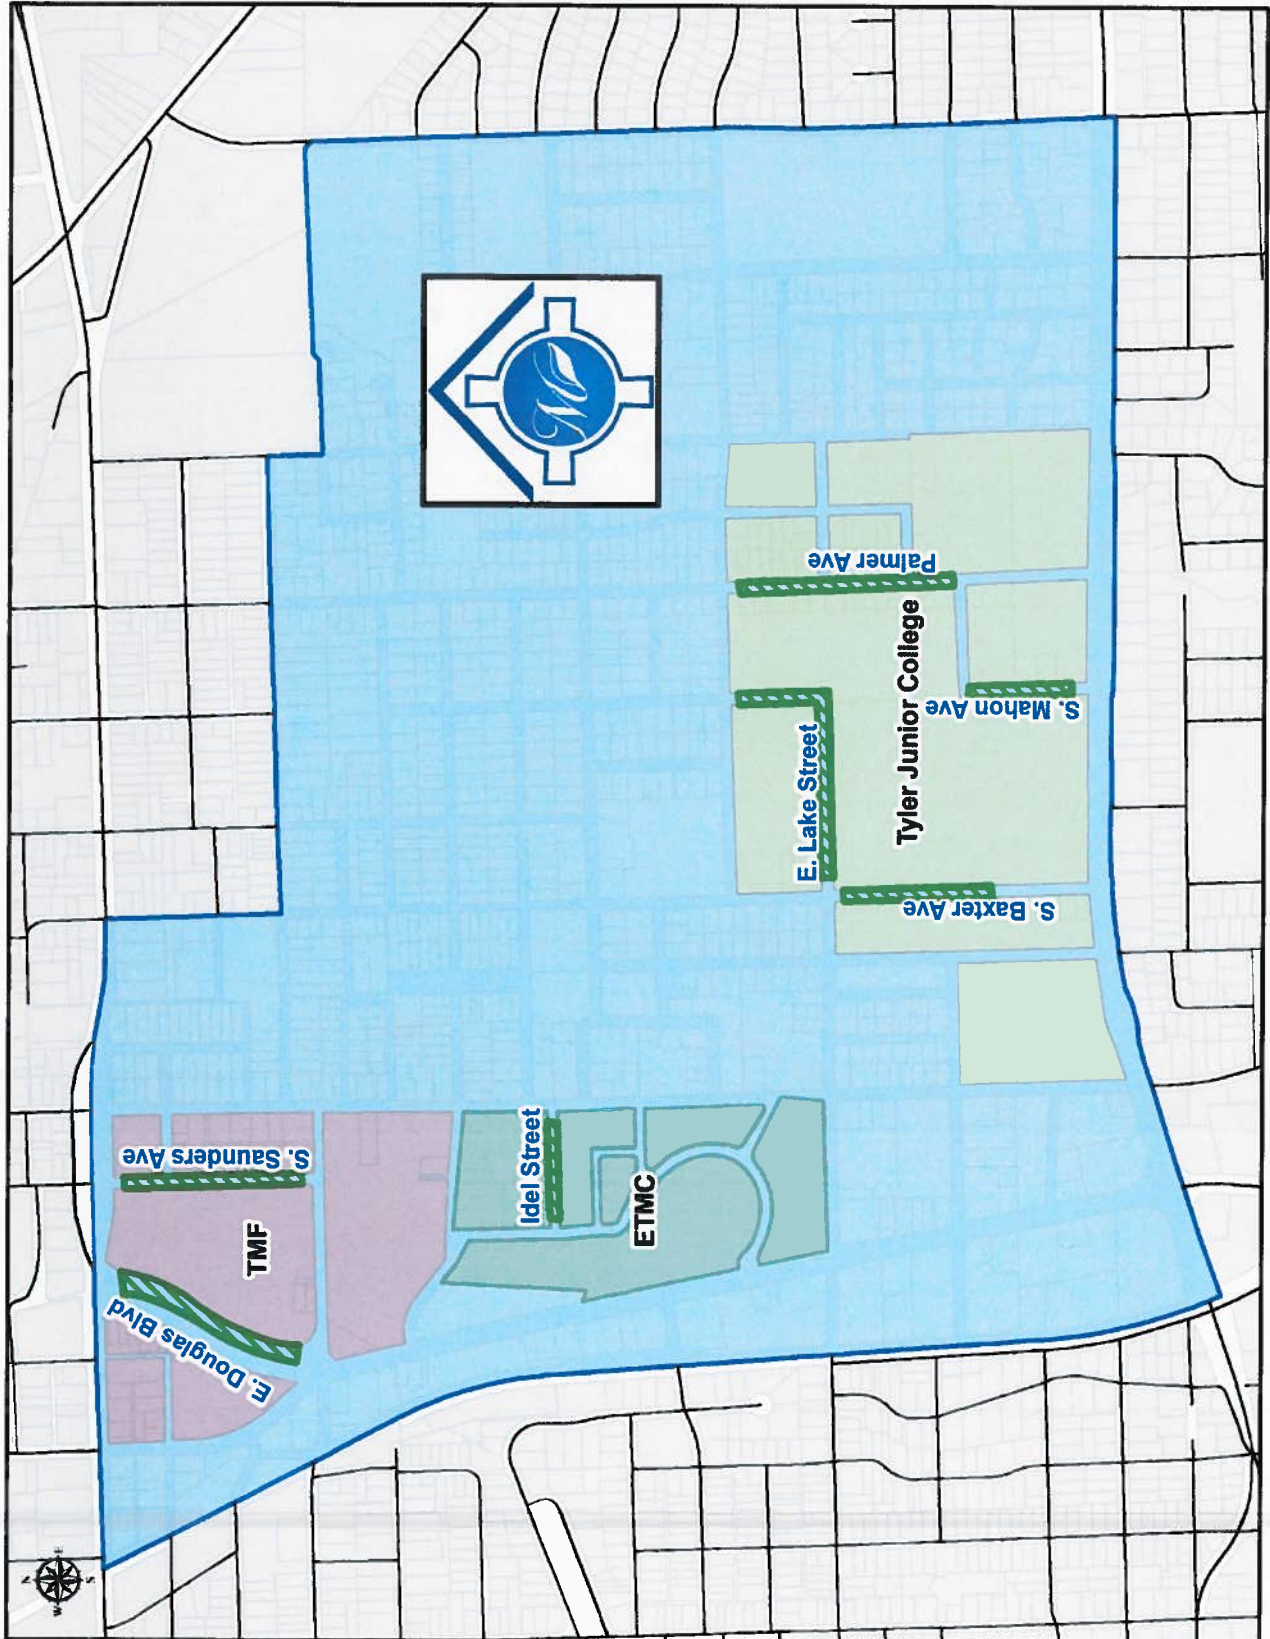 S. Saunders Ave
TMF
E. Douglas Blvd
Idel Street
ETMC
Palmer Ave
E. Lake Street
Tyler Junior College
S. Mahon Ave
S. Baxter Ave
N
E
S
W